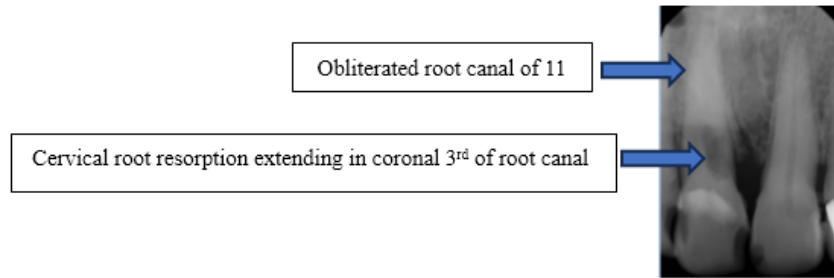 Obliterated root canal of 11
Cervical root resorption extending in coronal 3rd of root canal